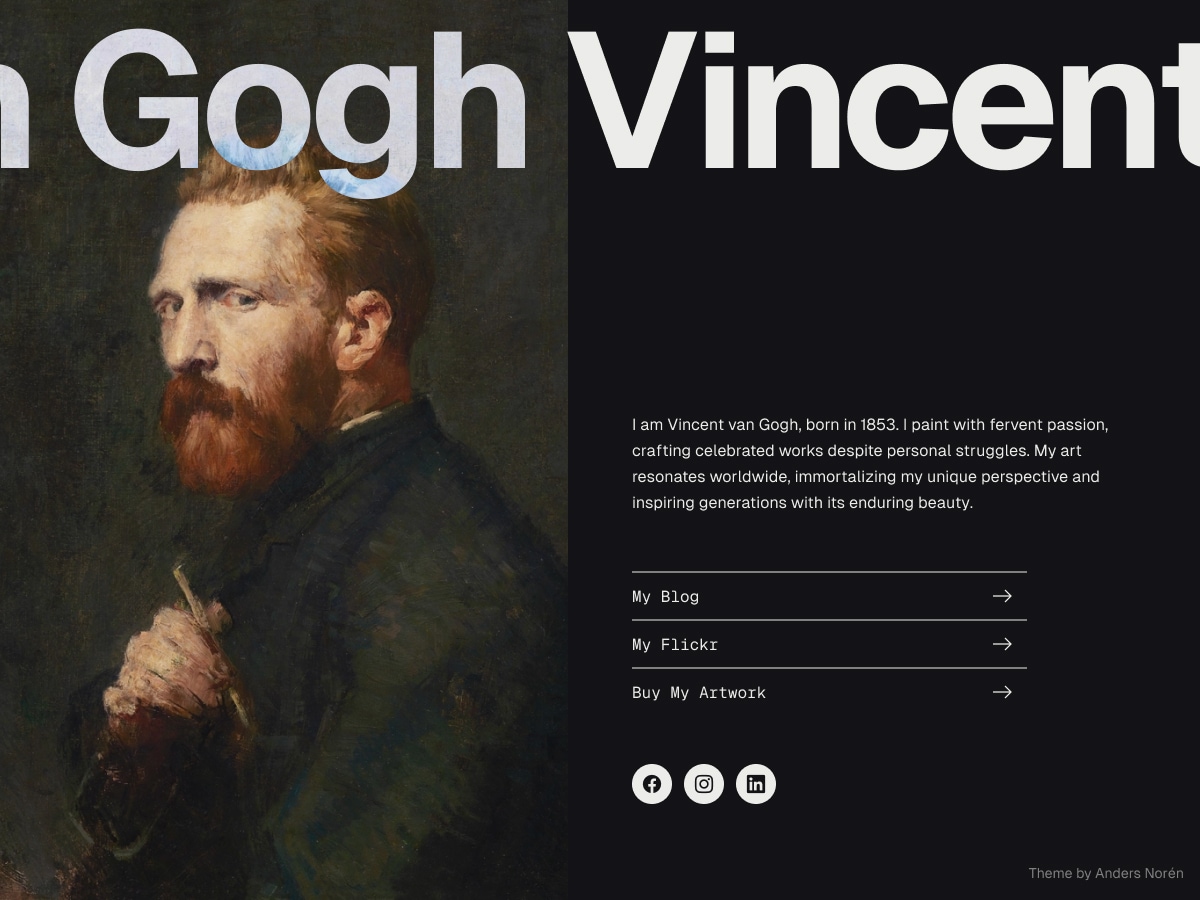 n Gogh Vincent
I am Vincent van Gogh, born in 1853. I paint with fervent passion,
crafting celebrated works despite personal struggles. My art
resonates worldwide, immortalizing my unique perspective and
inspiring generations with its enduring beauty.
My Blog
My Flickr
Buy My Artwork
Theme by Anders Norén